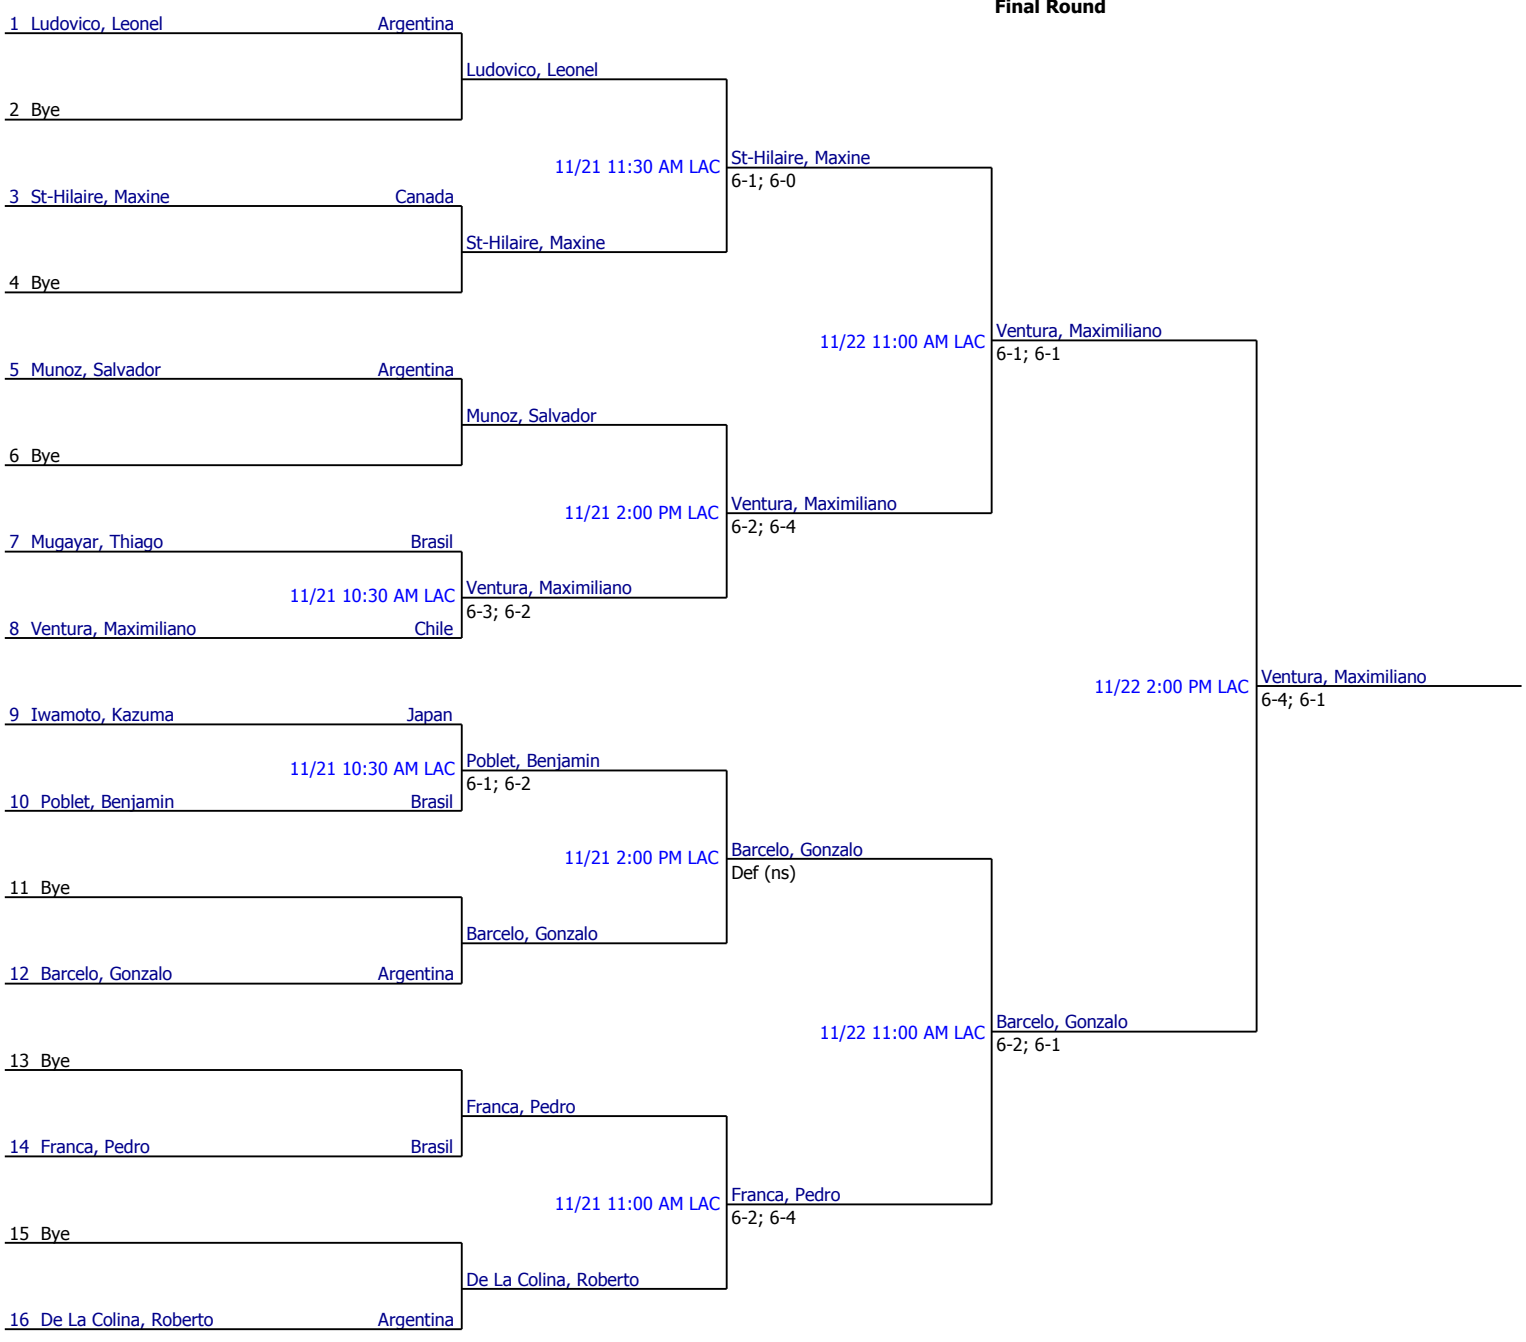 Final Round
1 Ludovico, Leonel Argentina
Ludovico, Leonel
2 Bye
11/21 11:30 AM LAC St-Hilaire, Maxine
6-1; 6-0
3 St-Hilaire, Maxine Canada
St-Hilaire, Maxine
4 Bye
11/22 11:00 AM LAC Ventura, Maximiliano
6-1; 6-1
5 Munoz, Salvador Argentina
Munoz, Salvador
6 Bye
11/21 2:00 PM LAC Ventura, Maximiliano
6-2; 6-4
7 Mugayar, Thiago Brasil
11/21 10:30 AM LAC Ventura, Maximiliano
6-3; 6-2
8 Ventura, Maximiliano Chile
11/22 2:00 PM LAC Ventura, Maximiliano
6-4; 6-1
9 Iwamoto, Kazuma Japan
11/21 10:30 AM LAC Poblet, Benjamin
6-1; 6-2
10 Poblet, Benjamin Brasil
11/21 2:00 PM LAC Barcelo, Gonzalo
Def (ns)
11 Bye
Barcelo, Gonzalo
12 Barcelo, Gonzalo Argentina
11/22 11:00 AM LAC Barcelo, Gonzalo
6-2; 6-1
13 Bye
Franca, Pedro
14 Franca, Pedro Brasil
11/21 11:00 AM LAC Franca, Pedro
6-2; 6-4
15 Bye
De La Colina, Roberto
16 De La Colina, Roberto Argentina